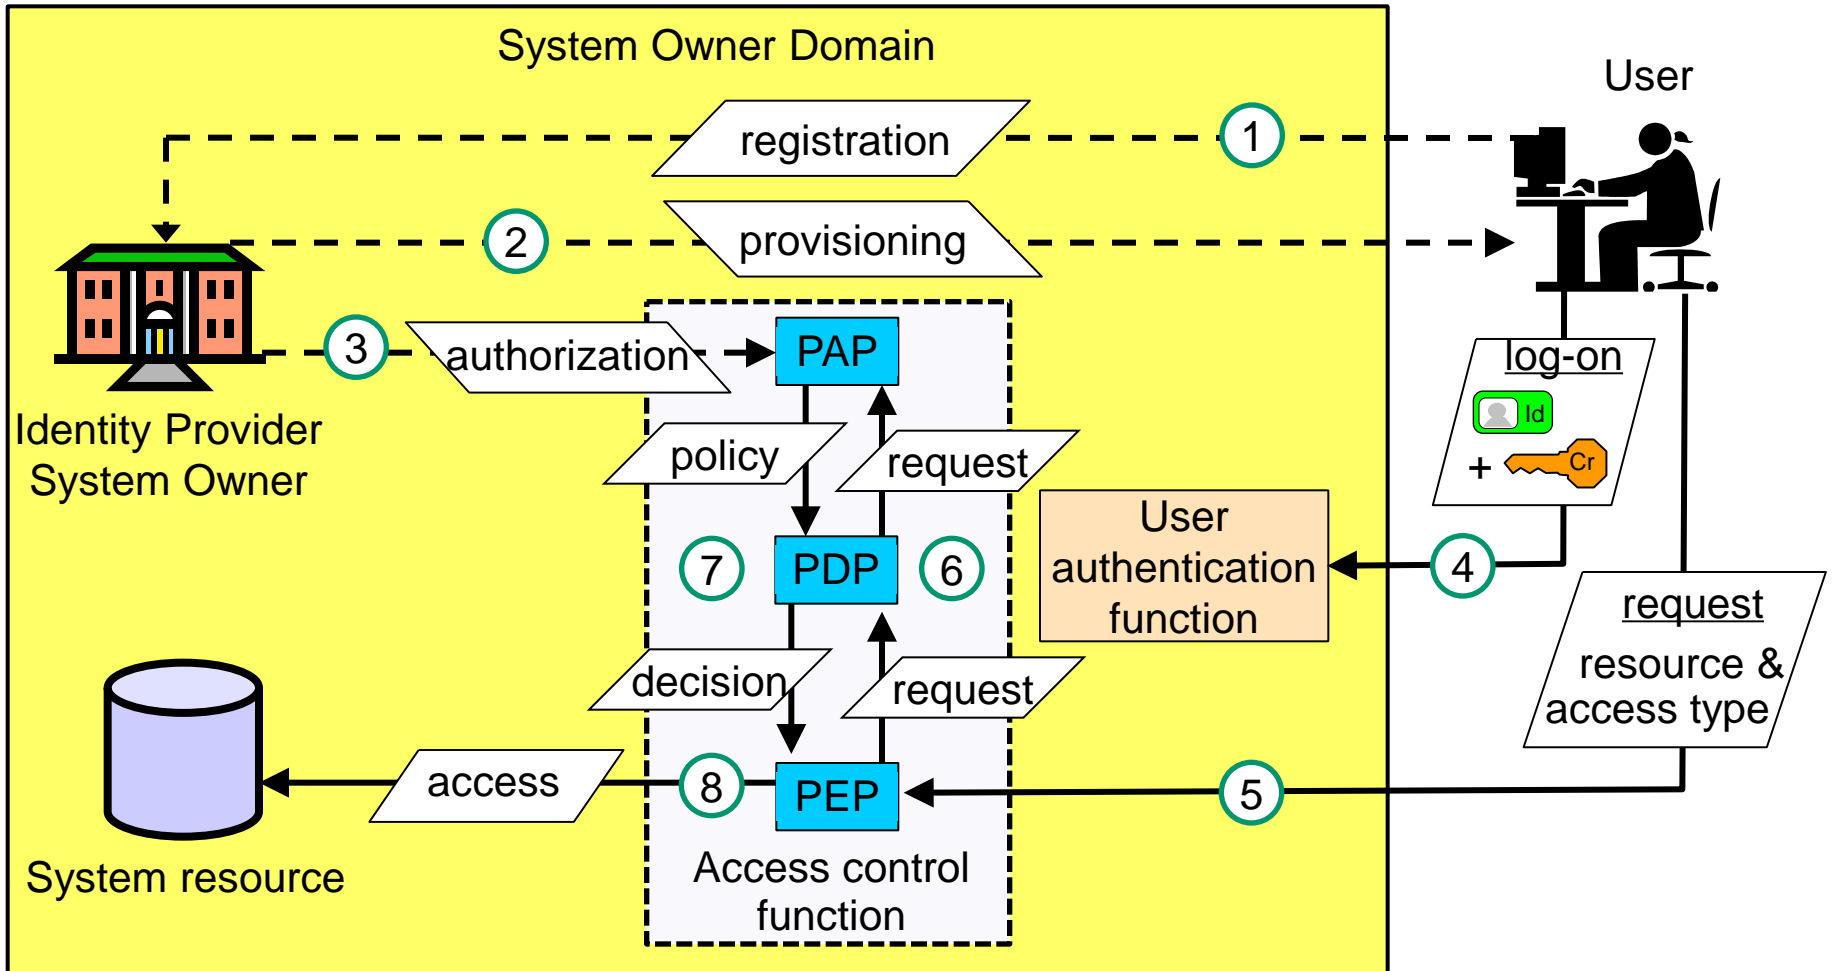 System Owner Domain
User
registration
1
2
provisioning
3
authorization
PAP
log-on
Id
+
Cr
Identity Provider
System Owner
policy
request
User
authentication
function
7
PDP
6
4
request
resource &
access type
decision
request
access
8
PEP
5
System resource
Access control
function